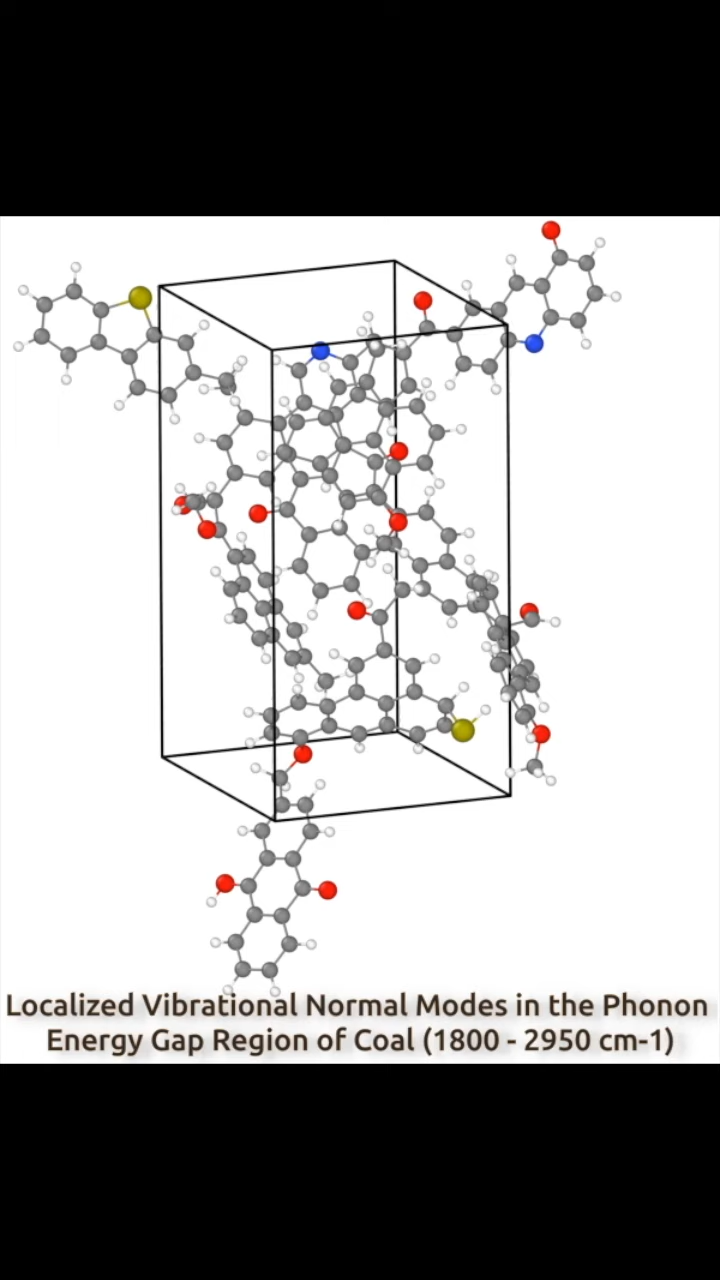 Localized Vibrational Normal Modes in the Phonon
Energy Gap Region of Coal (1800 - 2950 cm-1)